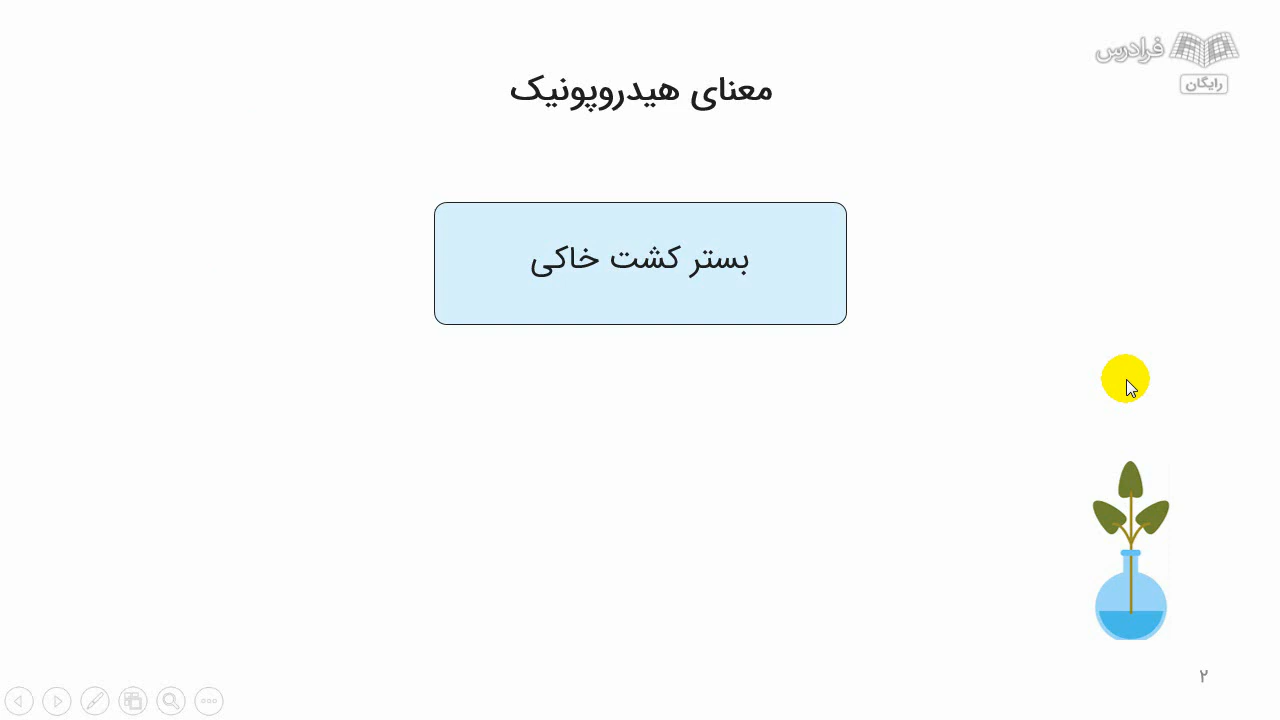 فرادرس
رایگان
معنای هیدروپونیک
بستر کشت خاکی
۲